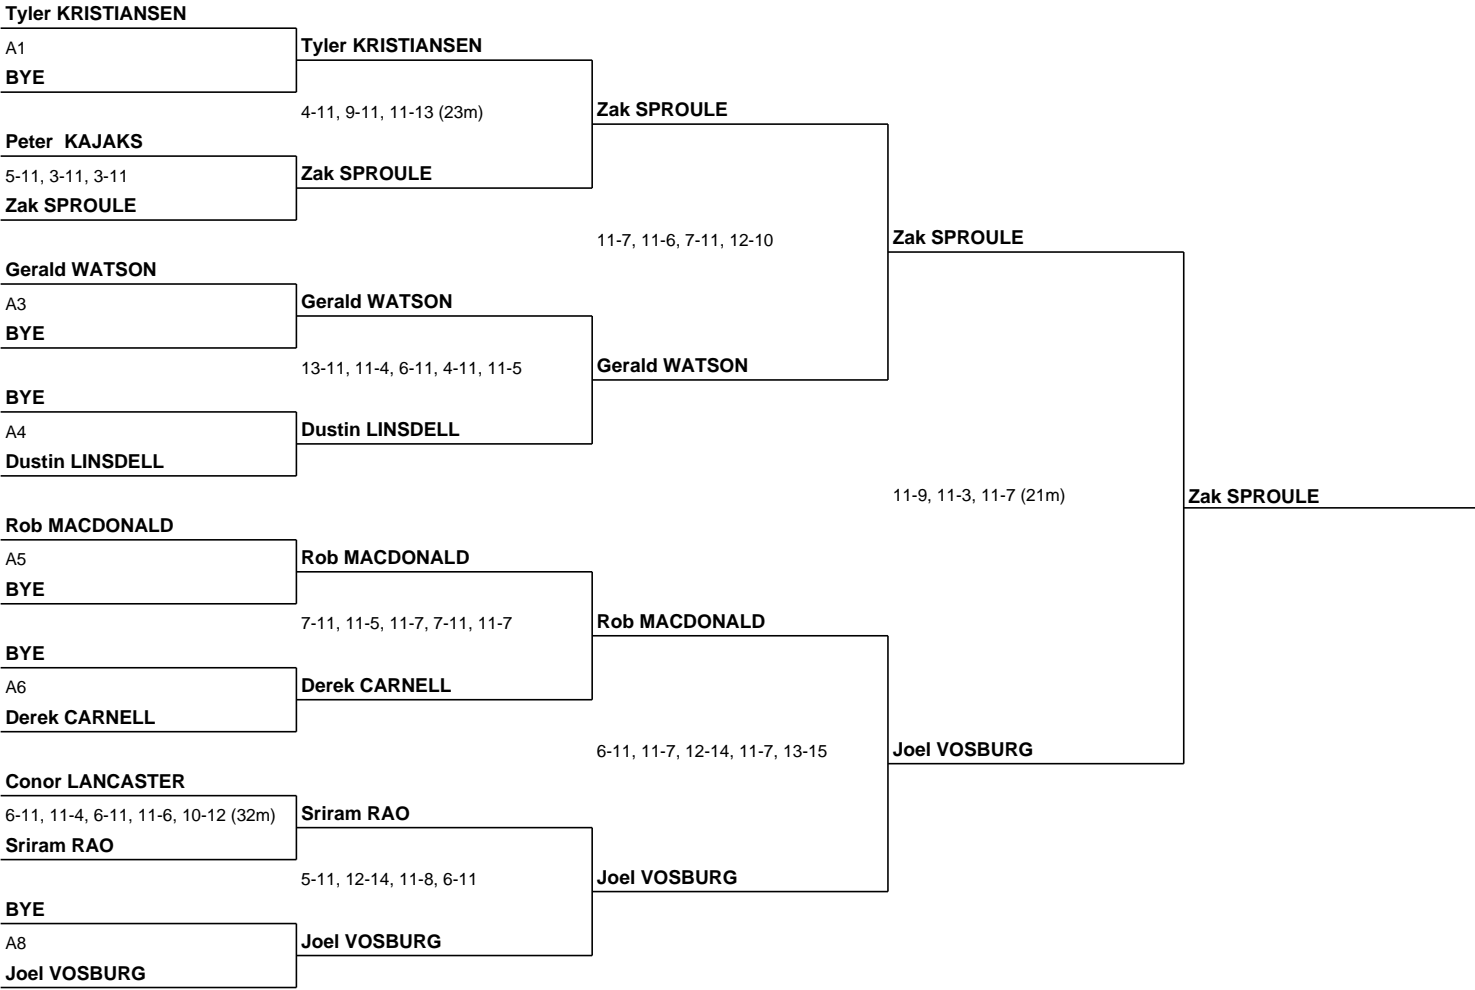 Tyler KRISTIANSEN
A1
BYE
Tyler KRISTIANSEN
4-11, 9-11, 11-13 (23m)
Zak SPROULE
Peter  KAJAKS
5-11, 3-11, 3-11
Zak SPROULE
Zak SPROULE
11-7, 11-6, 7-11, 12-10
Zak SPROULE
Gerald WATSON
A3
BYE
Gerald WATSON
13-11, 11-4, 6-11, 4-11, 11-5
Gerald WATSON
BYE
A4
Dustin LINSDELL
Dustin LINSDELL
11-9, 11-3, 11-7 (21m)
Zak SPROULE
Rob MACDONALD
A5
BYE
Rob MACDONALD
7-11, 11-5, 11-7, 7-11, 11-7
Rob MACDONALD
BYE
A6
Derek CARNELL
Derek CARNELL
6-11, 11-7, 12-14, 11-7, 13-15
Joel VOSBURG
Conor LANCASTER
6-11, 11-4, 6-11, 11-6, 10-12 (32m)
Sriram RAO
Sriram RAO
5-11, 12-14, 11-8, 6-11
Joel VOSBURG
BYE
A8
Joel VOSBURG
Joel VOSBURG